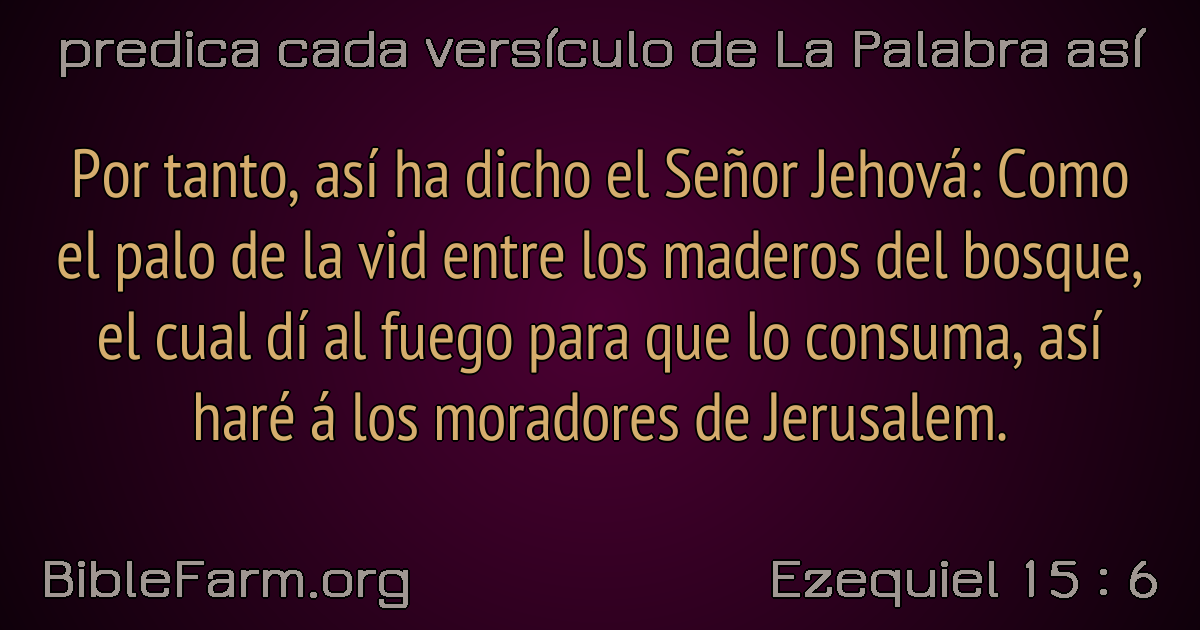 predica cada versículo de La Palabra así
Por tanto, así ha dicho el Señor Jehová: Como
el palo de la vid entre los maderos del bosque,
el cual dí al fuego para que lo consuma, así
haré á los moradores de Jerusalem.
BibleFarm.org
Ezequiel 15 : 6